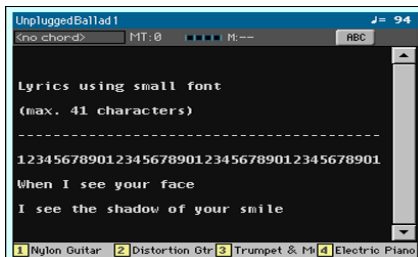 UnpluggedBallad1 ♩= 94
<no chord> MT:0 M:-- ABC
Lyrics using small font
(max. 41 characters)
-----------------------------------------
12345678901234567890123456789012345678901
When I see your face
I see the shadow of your smile
1 Nylon Guitar 2 Distortion Gtr 3 Trumpet & Mu 4 Electric Piano